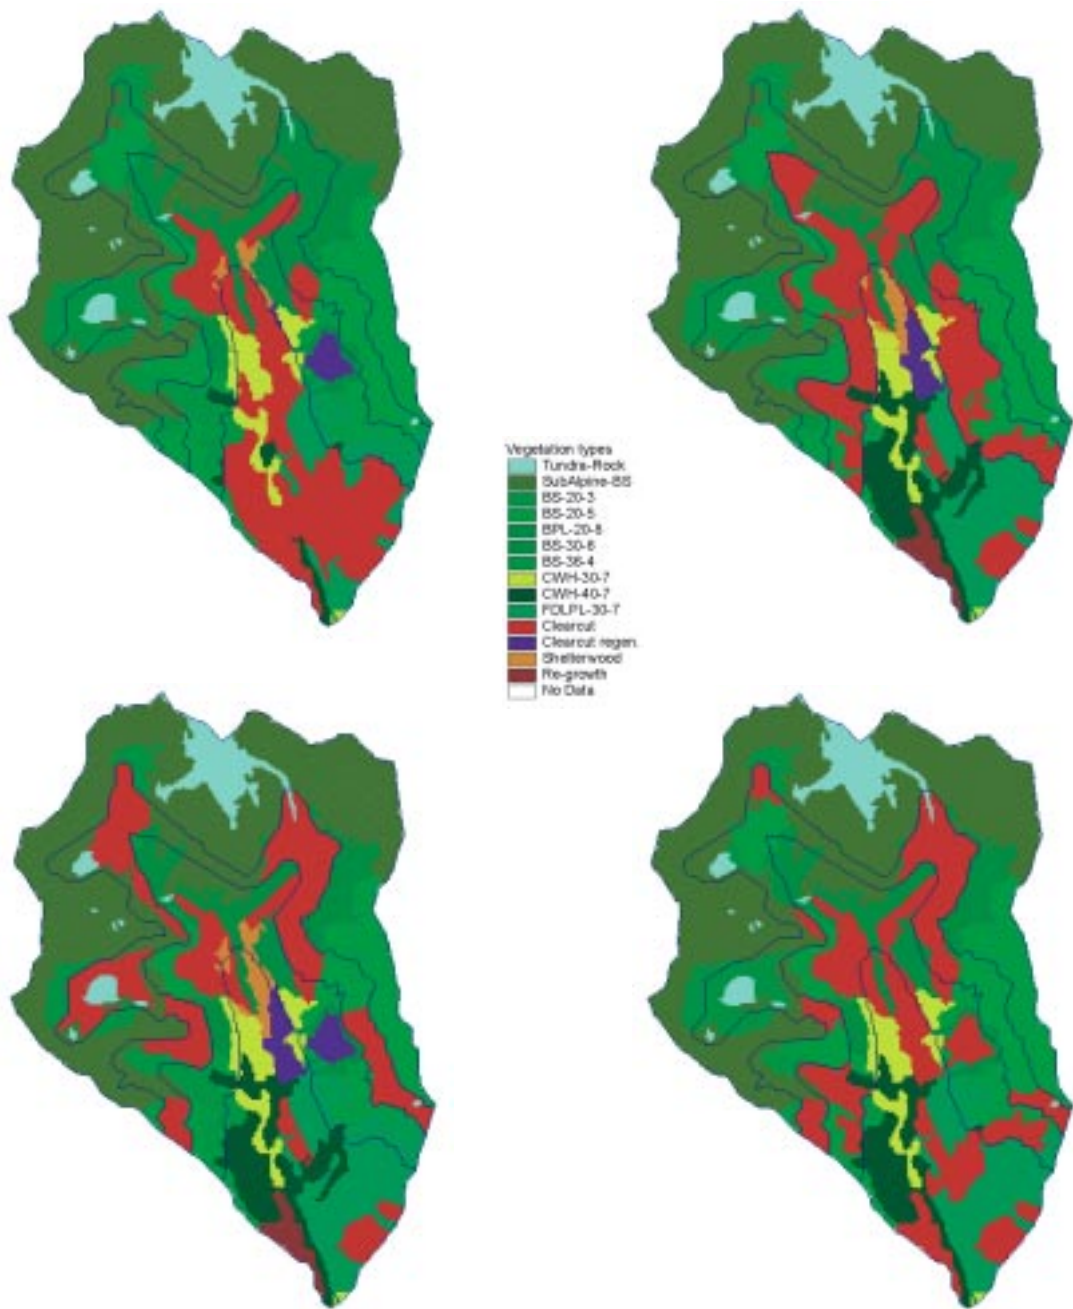 Vegetation types
Tundra-Rock
SubAlpine-BS
BS-20-3
BS-20-5
BPL-20-8
BS-30-6
BS-36-4
CWH-30-7
CWH-40-7
FDLPL-30-7
Clearcut
Clearcut regen.
Shelterwood
Re-growth
No Data